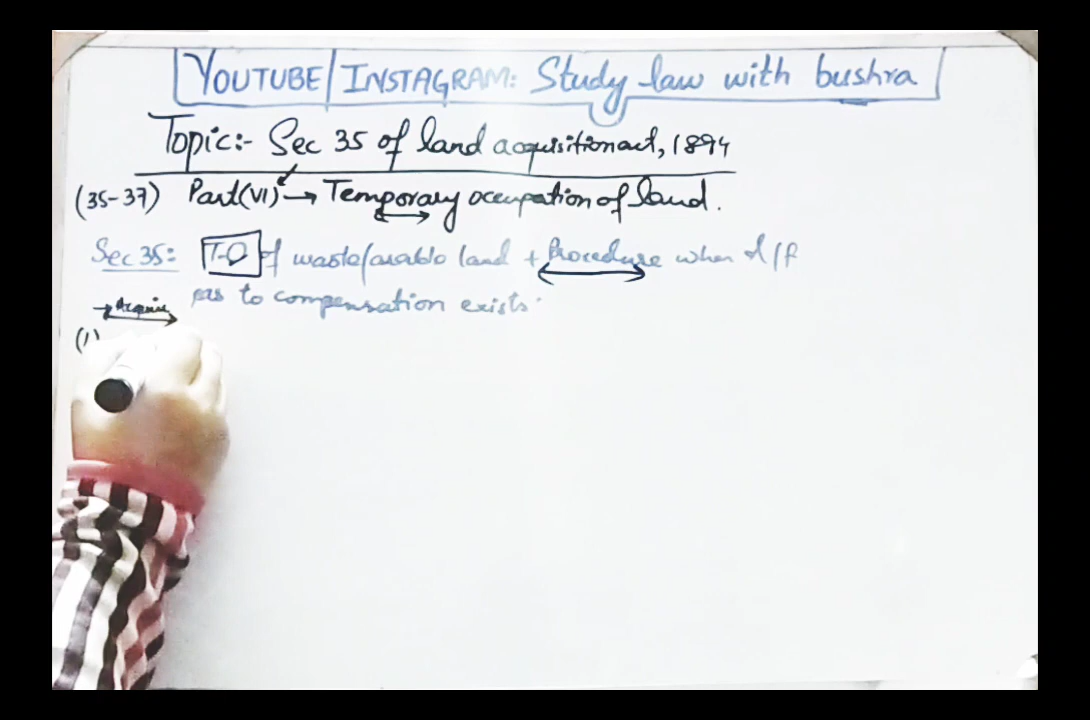 YOUTUBE/INSTAGRAM: Study law with bushra
Topic:- Sec 35 of land acquisition act, 1894
(35-37) Part(VI) → Temporary occupation of land.
Sec 35: T-O of waste/arable land + Procedure when d/f
as to compensation exists.
→ Acquire
(1)